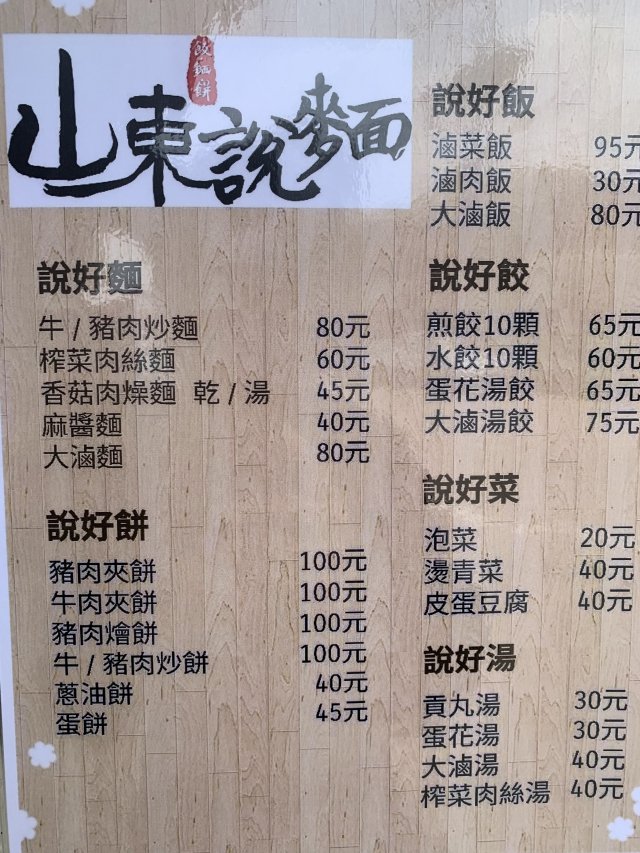 餃麵餅
山東說麥面
說好麵
牛 / 豬肉炒麵 80元
榨菜肉絲麵 60元
香菇肉燥麵 乾 / 湯 45元
麻醬麵 40元
大滷麵 80元
說好餅
豬肉夾餅 100元
牛肉夾餅 100元
豬肉燴餅 100元
牛 / 豬肉炒餅 100元
蔥油餅 40元
蛋餅 45元
說好飯
滷菜飯 95元
滷肉飯 30元
大滷飯 80元
說好餃
煎餃10顆 65元
水餃10顆 60元
蛋花湯餃 65元
大滷湯餃 75元
說好菜
泡菜 20元
燙青菜 40元
皮蛋豆腐 40元
說好湯
貢丸湯 30元
蛋花湯 30元
大滷湯 40元
榨菜肉絲湯 40元